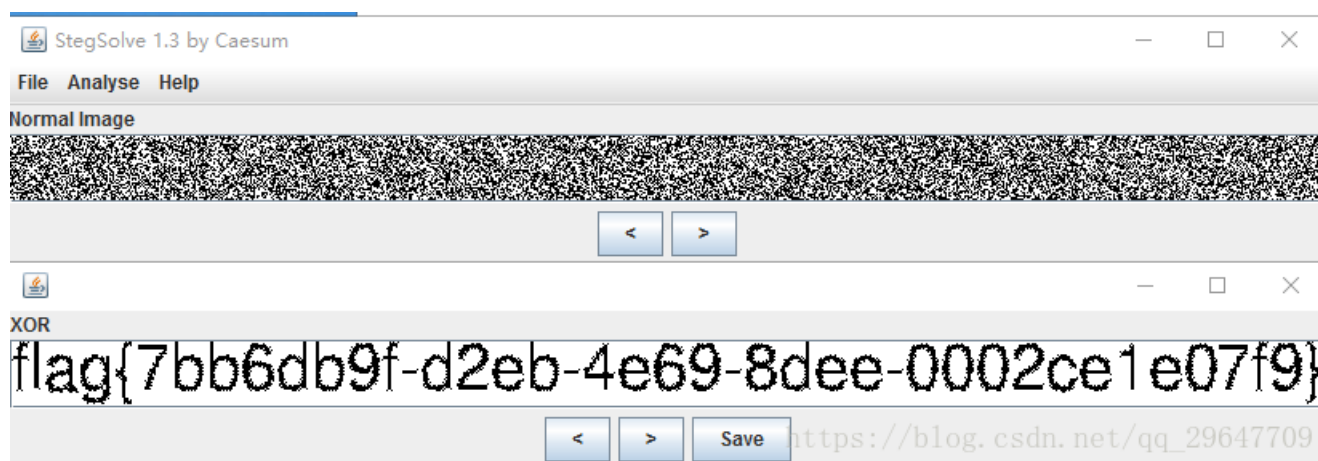 StegSolve 1.3 by Caesum
File Analyse Help
Normal Image
< >
XOR
flag{7bb6db9f-d2eb-4e69-8dee-0002ce1e07f9}
< > Save
https://blog.csdn.net/qq_29647709